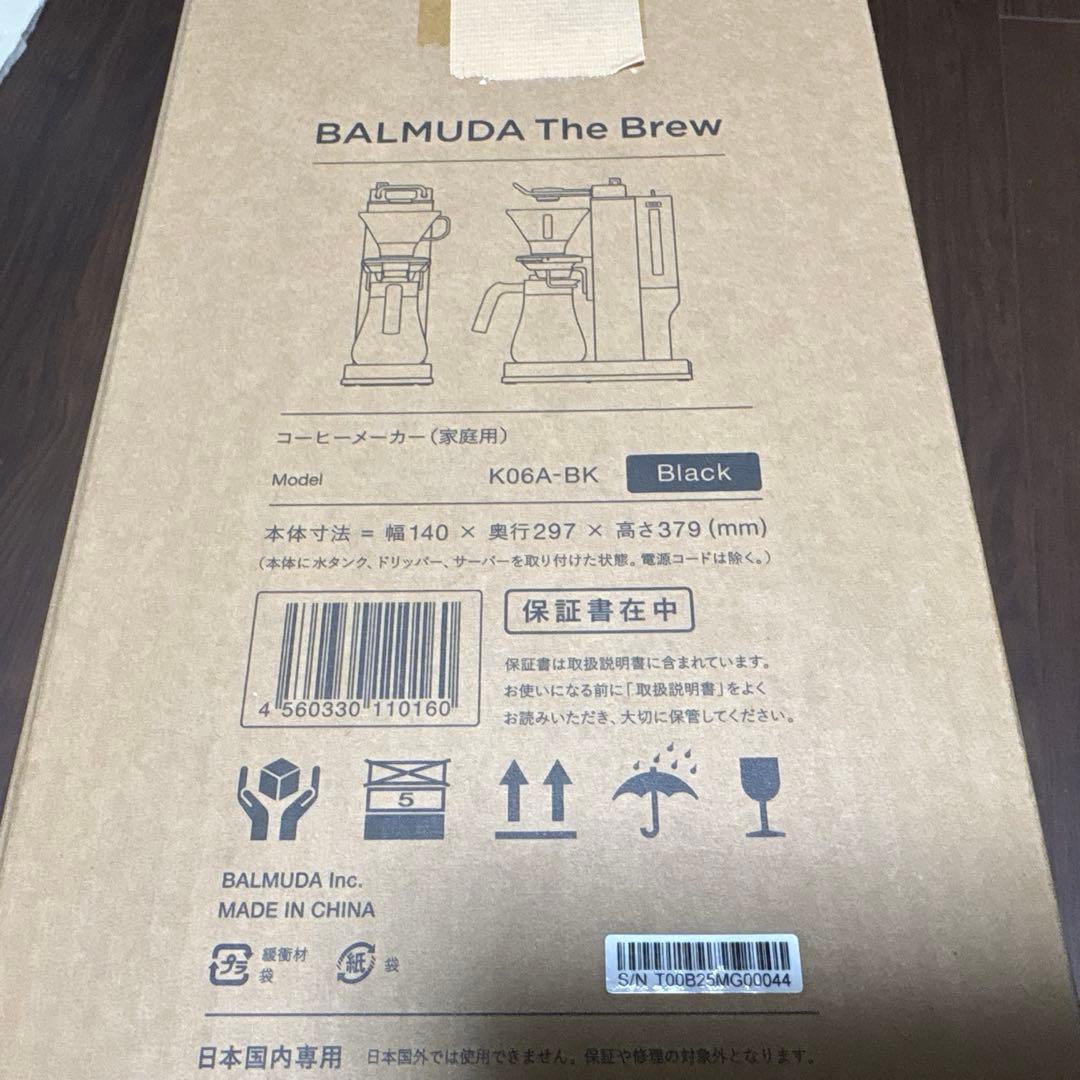 BALMUDA The Brew
コーヒーメーカー（家庭用）
Model K06A-BK Black
本体寸法 = 幅140 × 奥行297 × 高さ379 (mm)
（本体に水タンク、ドリッパー、サーバーを取り付けた状態。電源コードは除く。）
保証書在中
保証書は取扱説明書に含まれています。
お使いになる前に「取扱説明書」をよく
お読みいただき、大切に保管してください。
4 560330 110160
5
BALMUDA Inc.
MADE IN CHINA
プラ 緩衝材
袋
紙 袋
S/N T00B25MG00044
日本国内専用 日本国外では使用できません。保証や修理の対象外となります。